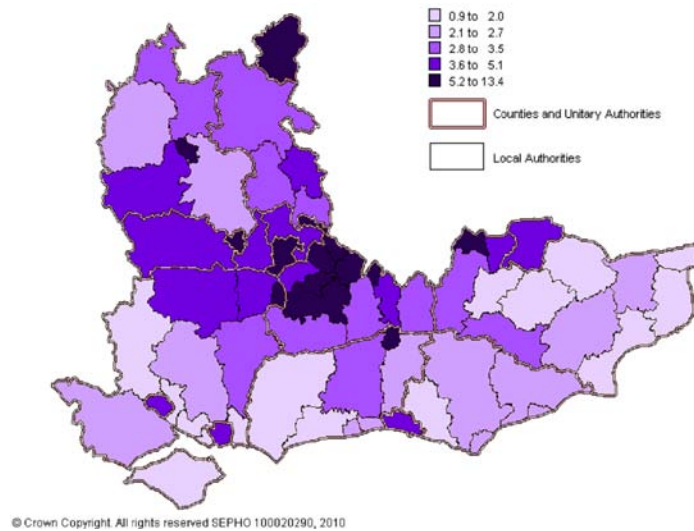 0.9 to 2.0
2.1 to 2.7
2.8 to 3.5
3.6 to 5.1
5.2 to 13.4
Counties and Unitary Authorities
Local Authorities
© Crown Copyright. All rights reserved SEPHO 100020290, 2010